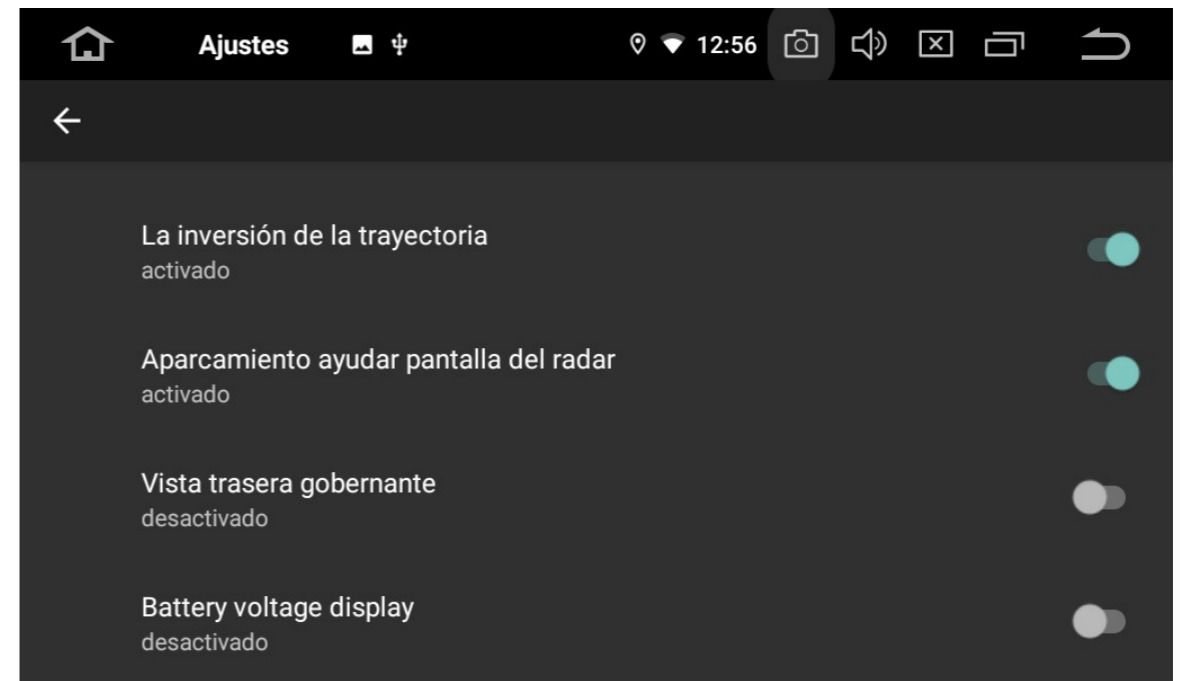 Ajustes
12:56
La inversión de la trayectoria
activado
Aparcamiento ayudar pantalla del radar
activado
Vista trasera gobernante
desactivado
Battery voltage display
desactivado